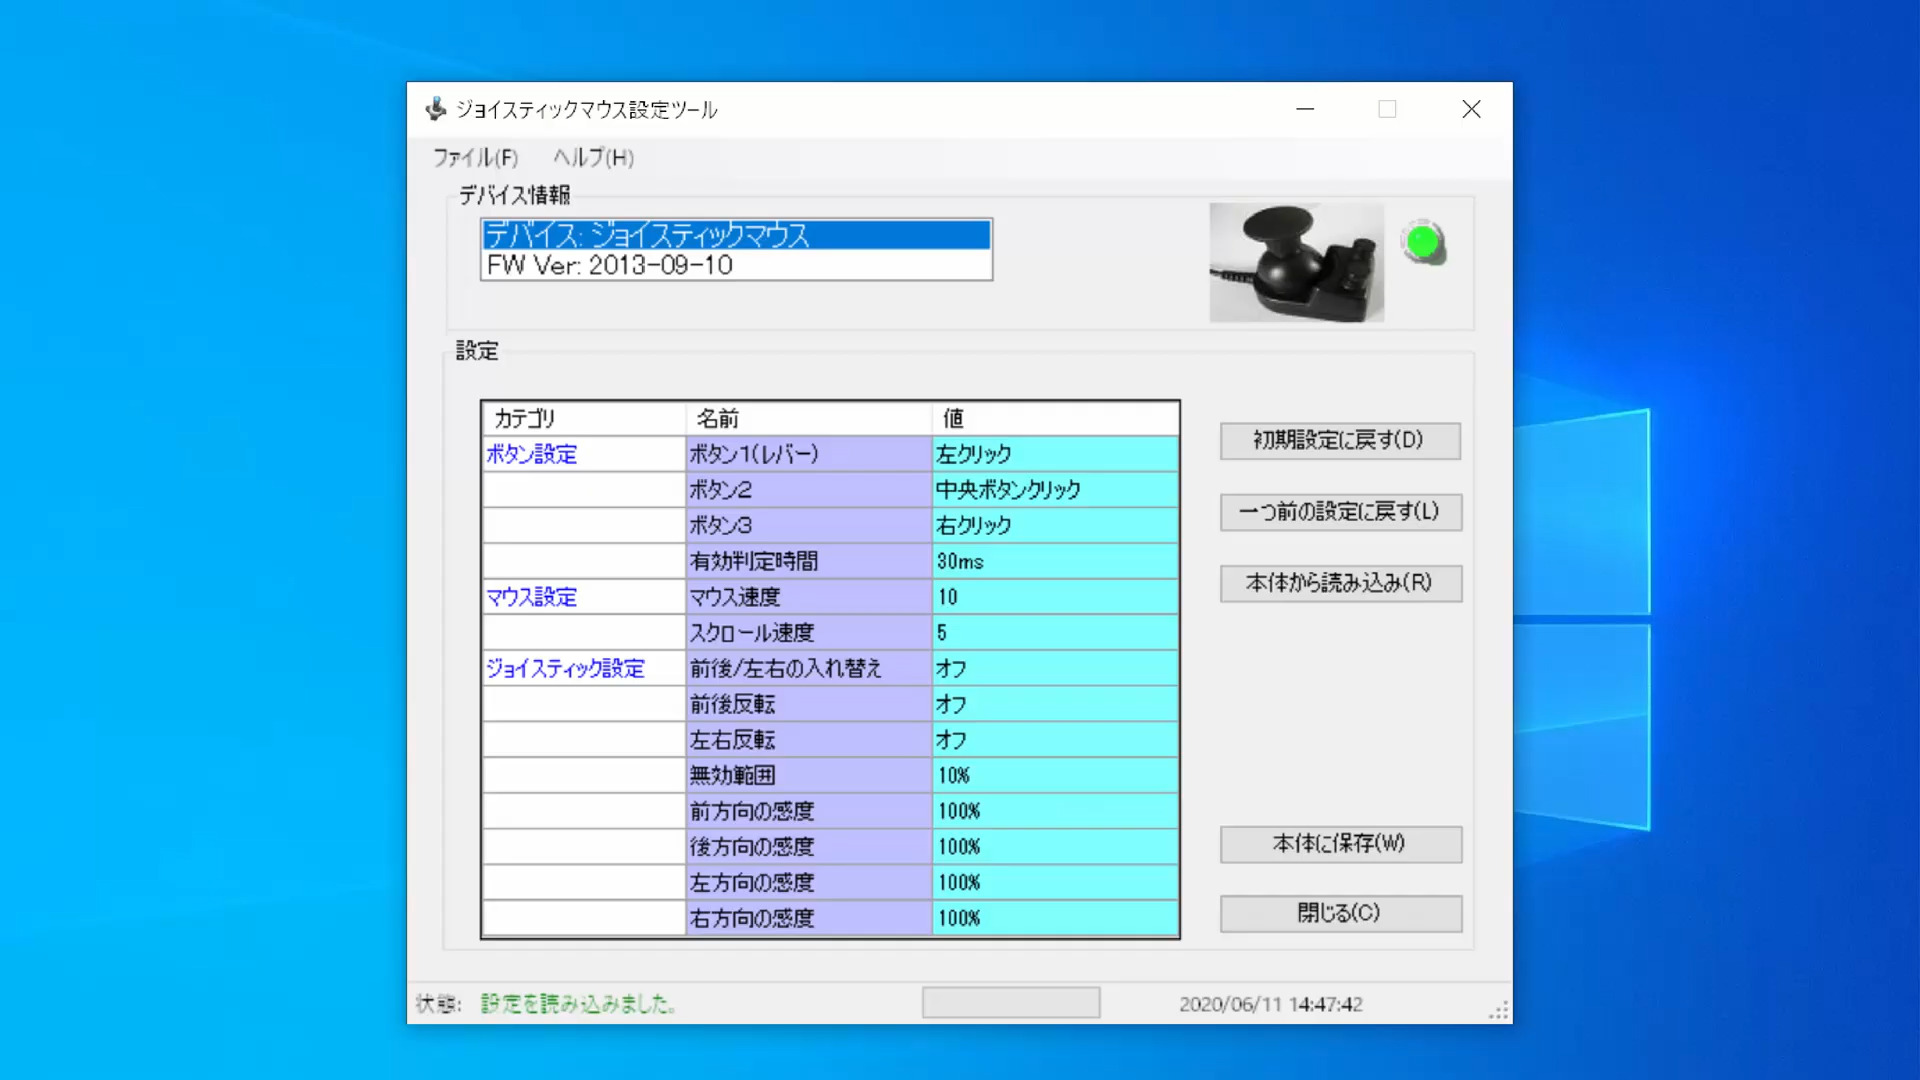 ジョイスティックマウス設定ツール
ファイル(F) ヘルプ(H)
デバイス情報
デバイス: ジョイスティックマウス
FW Ver: 2013-09-10
設定
カテゴリ 名前 値
ボタン設定 ボタン1(レバー) 左クリック
ボタン2 中央ボタンクリック
ボタン3 右クリック
有効判定時間 30ms
マウス設定 マウス速度 10
スクロール速度 5
ジョイスティック設定 前後/左右の入れ替え オフ
前後反転 オフ
左右反転 オフ
無効範囲 10%
前方向の感度 100%
後方向の感度 100%
左方向の感度 100%
右方向の感度 100%
初期設定に戻す(D)
一つ前の設定に戻す(L)
本体から読み込み(R)
本体に保存(W)
閉じる(C)
状態: 設定を読み込みました。 2020/06/11 14:47:42